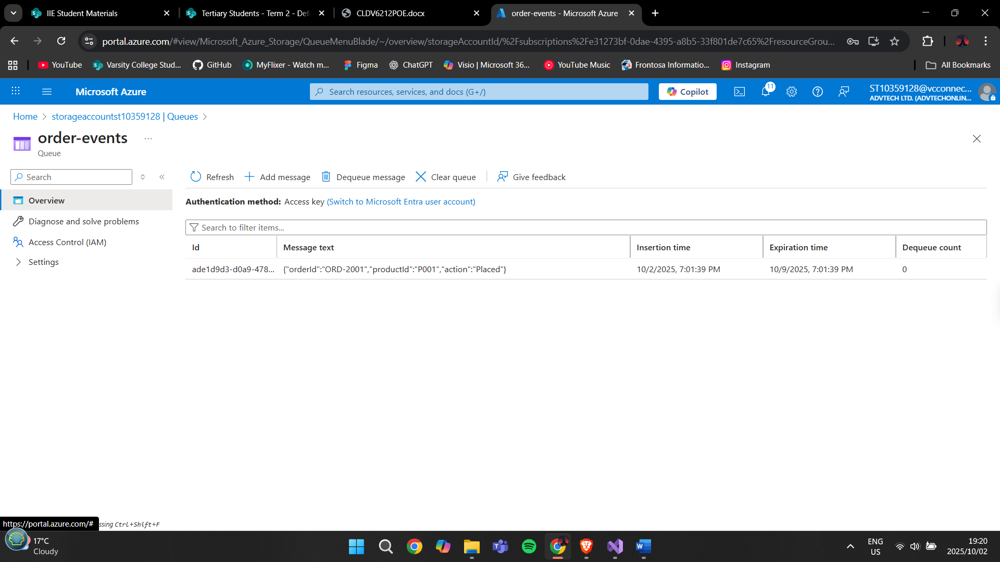 IIE Student Materials
Tertiary Students - Term 2 - Def
CLDV6212POE.docx
order-events - Microsoft Azure
portal.azure.com/#view/Microsoft_Azure_Storage/QueueMenuBlade/~/overview/storageAccountId/%2Fsubscriptions%2Fe31273bf-0dae-4395-a8b5-33f801de7c65%2FresourceGrou...
YouTube
Varsity College Stud...
GitHub
MyFlixer - Watch m...
Figma
ChatGPT
Visio | Microsoft 36...
YouTube Music
Frontosa Informatio...
Instagram
All Bookmarks
Microsoft Azure
Search resources, services, and docs (G+/)
Copilot
11
ST10359128@vcconnec...
ADVTECH LTD. (ADVTECHONLIN...
Home > storageaccountst10359128 | Queues >
order-events ...
Queue
Search
Overview
Diagnose and solve problems
Access Control (IAM)
Settings
Refresh
Add message
Dequeue message
Clear queue
Give feedback
Authentication method: Access key (Switch to Microsoft Entra user account)
Search to filter items...
Id
Message text
Insertion time
Expiration time
Dequeue count
ade1d9d3-d0a9-478...
{"orderId":"ORD-2001","productId":"P001","action":"Placed"}
10/2/2025, 7:01:39 PM
10/9/2025, 7:01:39 PM
0
https://portal.azure.com/#
ssing Ctrl+Shift+F
17°C
Cloudy
ENG
US
19:20
2025/10/02